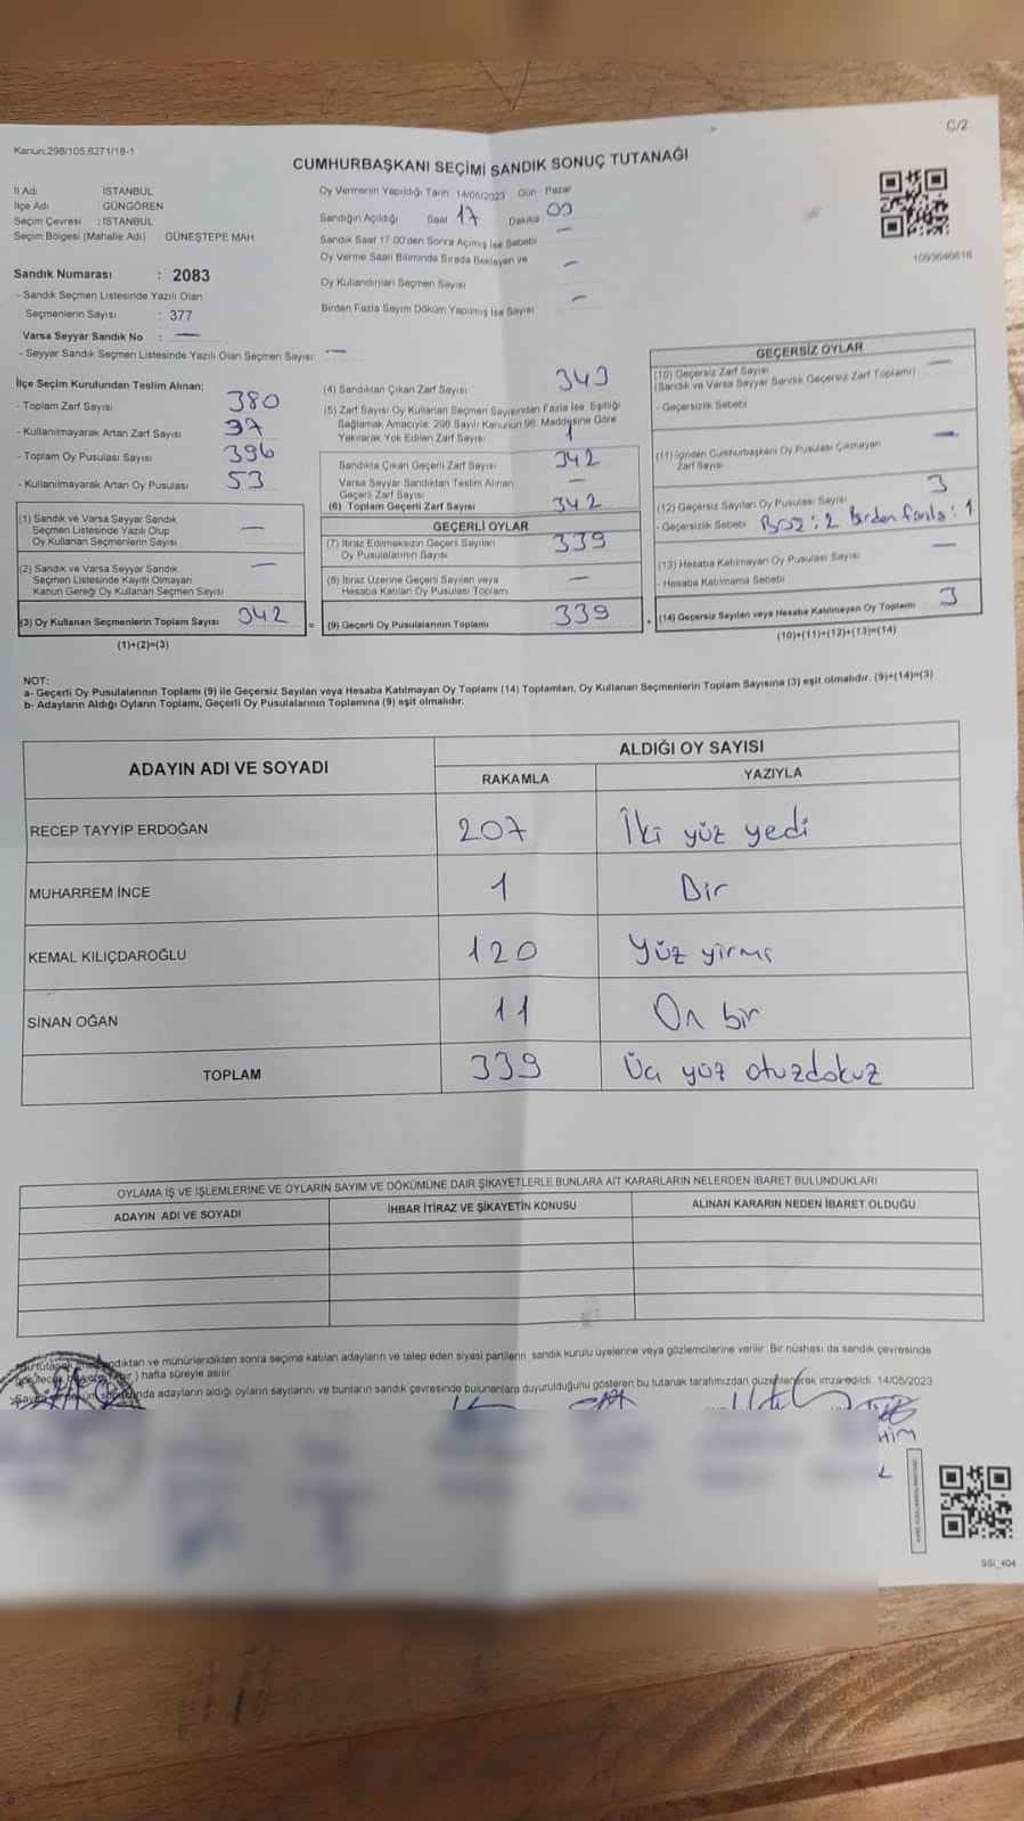 C/2
Kanun:298/105,6271/18-1
CUMHURBAŞKANI SEÇİMİ SANDIK SONUÇ TUTANAĞI
İl Adı : İSTANBUL
İlçe Adı : GÜNGÖREN
Seçim Çevresi : İSTANBUL
Seçim Bölgesi (Mahalle Adı) GÜNEŞTEPE MAH
Sandık Numarası : 2083
- Sandık Seçmen Listesinde Yazılı Olan
Seçmenlerin Sayısı : 377
Varsa Seyyar Sandık No : —
- Seyyar Sandık Seçmen Listesinde Yazılı Olan Seçmen Sayısı: —
Oy Vermenin Yapıldığı Tarih 14/05/2023 Gün : Pazar
Sandığın Açıldığı Saat 17 Dakika 00
Sandık Saat 17.00'den Sonra Açılmış İse Sebebi —
Oy Verme Saati Bitiminde Sırada Bekleyen ve
Oy Kullandırılan Seçmen Sayısı —
Birden Fazla Sayım Döküm Yapılmış İse Sayısı —
1093646618
İlçe Seçim Kurulundan Teslim Alınan:
- Toplam Zarf Sayısı 380
- Kullanılmayarak Artan Zarf Sayısı 37
- Toplam Oy Pusulası Sayısı 396
- Kullanılmayarak Artan Oy Pusulası 53
(1) Sandık ve Varsa Seyyar Sandık
Seçmen Listesinde Yazılı Olup
Oy Kullanan Seçmenlerin Sayısı —
(2) Sandık ve Varsa Seyyar Sandık
Seçmen Listesinde Kayıtlı Olmayan
Kanun Gereği Oy Kullanan Seçmen Sayısı —
(3) Oy Kullanan Seçmenlerin Toplam Sayısı 342
(1)+(2)=(3)
(4) Sandıktan Çıkan Zarf Sayısı 343
(5) Zarf Sayısı Oy Kullanan Seçmen Sayısından Fazla İse, Eşitliği
Sağlamak Amacıyla, 298 Sayılı Kanunun 98. Maddesine Göre
Yakılarak Yok Edilen Zarf Sayısı 1
Sandıkta Çıkan Geçerli Zarf Sayısı 342
Varsa Seyyar Sandıktan Teslim Alınan
Geçerli Zarf Sayısı —
(6) Toplam Geçerli Zarf Sayısı 342
GEÇERLİ OYLAR
(7) İtiraz Edilmeksizin Geçerli Sayılan
Oy Pusulalarının Sayısı 339
(8) İtiraz Üzerine Geçerli Sayılan veya
Hesaba Katılan Oy Pusulası Toplamı —
(9) Geçerli Oy Pusulalarının Toplamı 339
GEÇERSİZ OYLAR
(10) Geçersiz Zarf Sayısı —
(Sandık ve Varsa Seyyar Sandık Geçersiz Zarf Toplamı)
- Geçersizlik Sebebi
(11) İçinden Cumhurbaşkanı Oy Pusulası Çıkmayan
Zarf Sayısı —
(12) Geçersiz Sayılan Oy Pusulası Sayısı 3
- Geçersizlik Sebebi Boş : 2 Birden fazla : 1
(13) Hesaba Katılmayan Oy Pusulası Sayısı —
- Hesaba Katılmama Sebebi
(14) Geçersiz Sayılan veya Hesaba Katılmayan Oy Toplamı 3
(10)+(11)+(12)+(13)=(14)
NOT:
a- Geçerli Oy Pusulalarının Toplamı (9) ile Geçersiz Sayılan veya Hesaba Katılmayan Oy Toplamı (14) Toplamları, Oy Kullanan Seçmenlerin Toplam Sayısına (3) eşit olmalıdır. (9)+(14)=(3)
b- Adayların Aldığı Oyların Toplamı, Geçerli Oy Pusulalarının Toplamına (9) eşit olmalıdır.
ADAYIN ADI VE SOYADI
ALDIĞI OY SAYISI
RAKAMLA YAZIYLA
RECEP TAYYİP ERDOĞAN 207 İki yüz yedi
MUHARREM İNCE 1 Bir
KEMAL KILIÇDAROĞLU 120 Yüz yirmi
SİNAN OĞAN 11 On bir
TOPLAM 339 Üç yüz otuzdokuz
OYLAMA İŞ VE İŞLEMLERİNE VE OYLARIN SAYIM VE DÖKÜMÜNE DAİR ŞİKAYETLERLE BUNLARA AİT KARARLARIN NELERDEN İBARET BULUNDUKLARI
ADAYIN ADI VE SOYADI İHBAR İTİRAZ VE ŞİKAYETİN KONUSU ALINAN KARARIN NEDEN İBARET OLDUĞU
ve mühürlendikten sonra seçime katılan adayların ve talep eden siyasi partilerin sandık kurulu üyelerine veya gözlemcilerine verilir. Bir nüshası da sandık çevresinde
hafta süreyle asılır.
adayların aldığı oyların sayılarını ve bunların sandık çevresinde bulunanlara duyurulduğunu gösteren bu tutanak tarafımızdan düzenlenerek imza edildi. 14/05/2023
SSİ_404